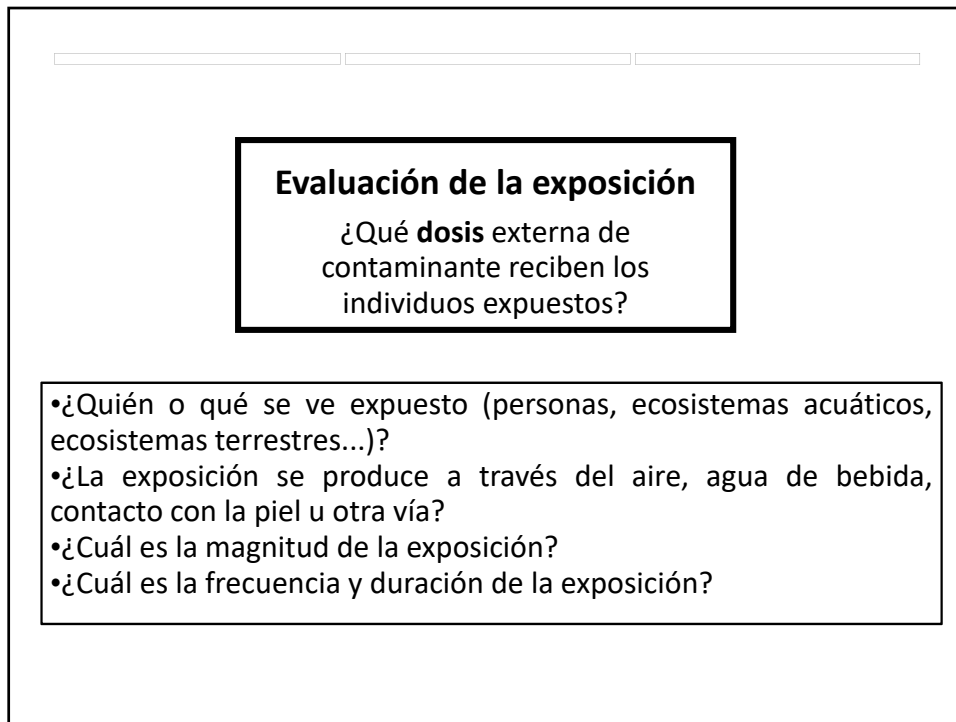 Evaluación de la exposición
¿Qué dosis externa de
contaminante reciben los
individuos expuestos?
•¿Quién o qué se ve expuesto (personas, ecosistemas acuáticos,
ecosistemas terrestres...)?
•¿La exposición se produce a través del aire, agua de bebida,
contacto con la piel u otra vía?
•¿Cuál es la magnitud de la exposición?
•¿Cuál es la frecuencia y duración de la exposición?